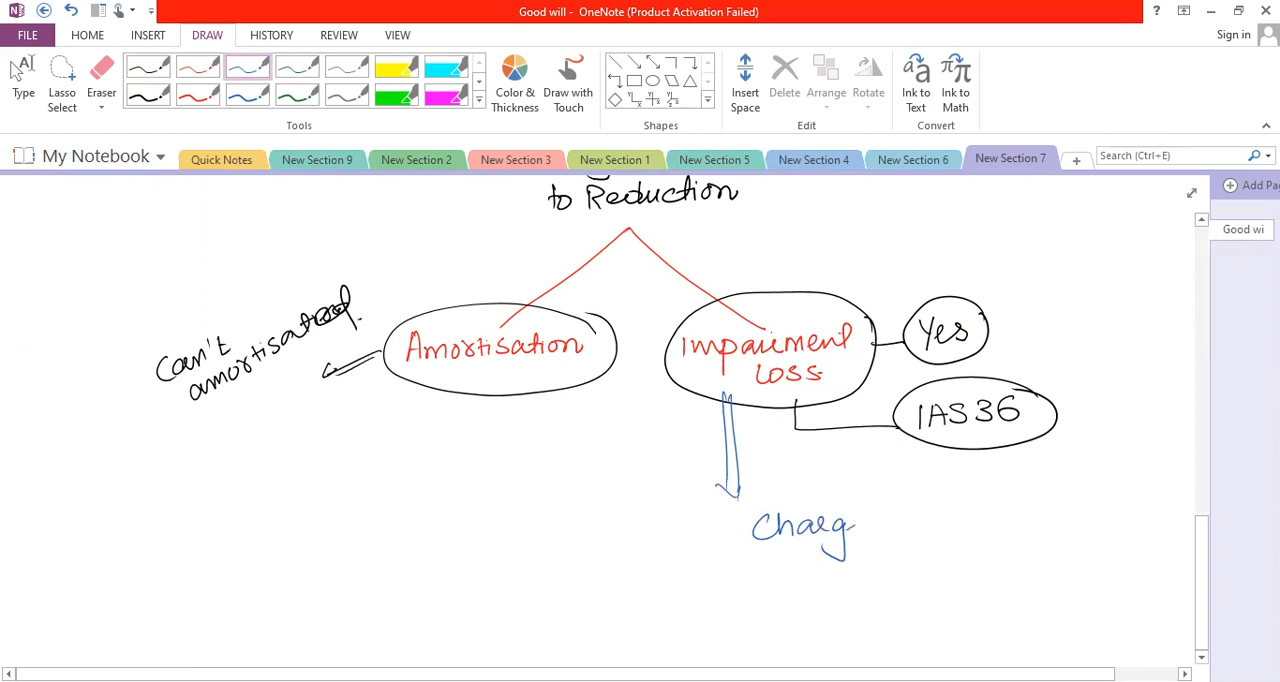 Good will - OneNote (Product Activation Failed)
FILE HOME INSERT DRAW HISTORY REVIEW VIEW Sign in
Type Lasso Select Eraser Color & Thickness Draw with Touch Insert Space Delete Arrange Rotate Ink to Text Ink to Math
Tools Shapes Edit Convert
My Notebook Quick Notes New Section 9 New Section 2 New Section 3 New Section 1 New Section 5 New Section 4 New Section 6 New Section 7 Search (Ctrl+E)
Add Pa
Good wi
to Reduction
Can't
amortisated.
Amortisation
Impairment
Loss
Yes
IAS 36
Charg